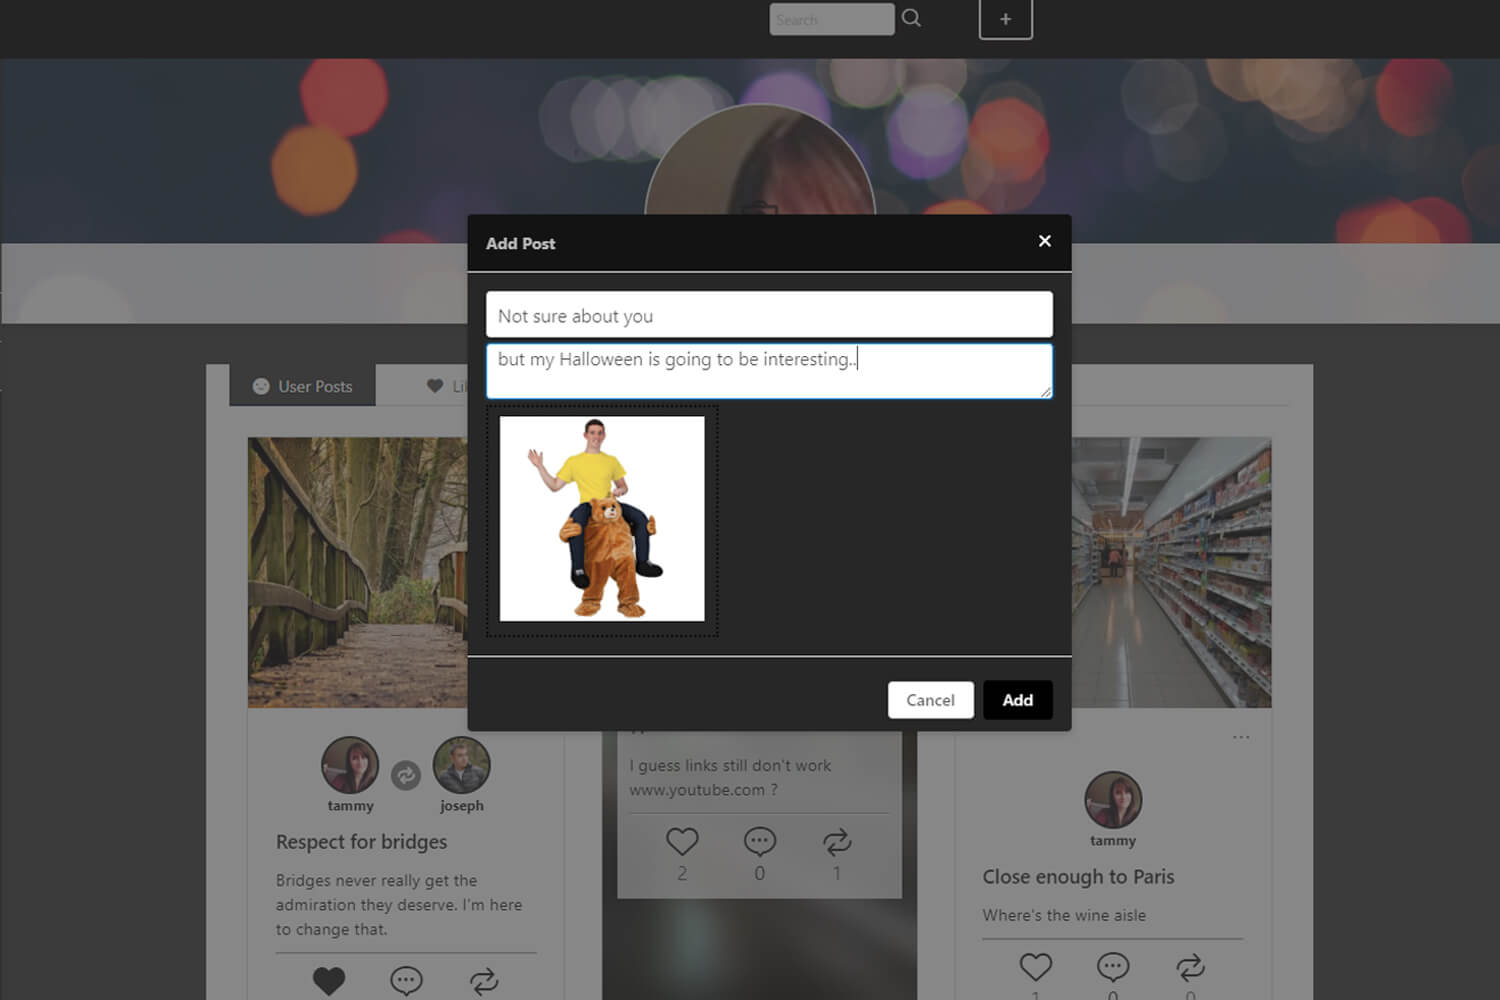 Search
+
Add Post
Not sure about you
but my Halloween is going to be interesting..
Cancel
Add
User Posts
Li
tammy
joseph
Respect for bridges
Bridges never really get the
admiration they deserve. I'm here
to change that.
I guess links still don't work
www.youtube.com ?
2
0
1
tammy
Close enough to Paris
Where's the wine aisle
1
0
0